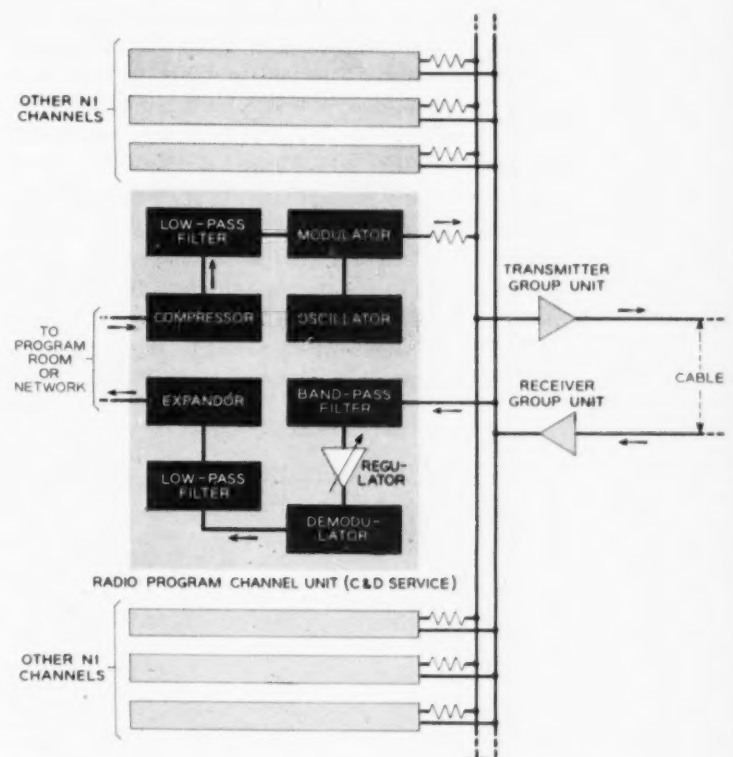 OTHER N1
CHANNELS
LOW-PASS
FILTER
MODULATOR
TRANSMITTER
GROUP UNIT
COMPRESSOR
OSCILLATOR
TO
PROGRAM
ROOM
OR
NETWORK
CABLE
EXPANDOR
BAND-PASS
FILTER
RECEIVER
GROUP UNIT
REGU-
LATOR
LOW-PASS
FILTER
DEMODU-
LATOR
RADIO PROGRAM CHANNEL UNIT (C&D SERVICE)
OTHER N1
CHANNELS